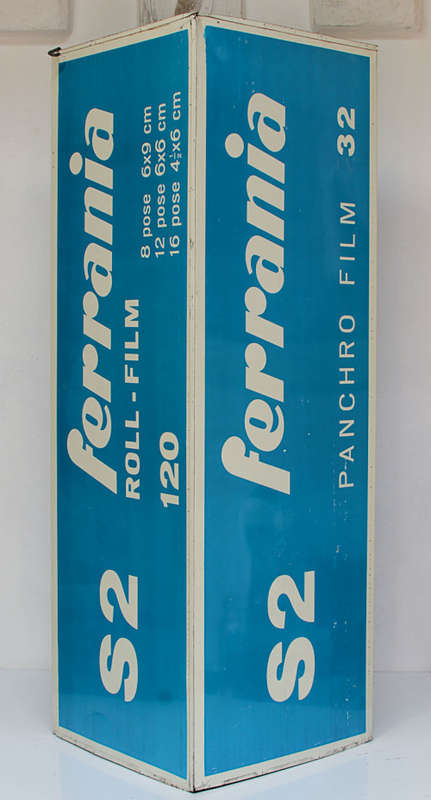 S2
ferrania
ROLL-FILM
120
8 pose 6x9 cm
12 pose 6x6 cm
16 pose 4½x6 cm
S2
ferrania
PANCHRO FILM 32